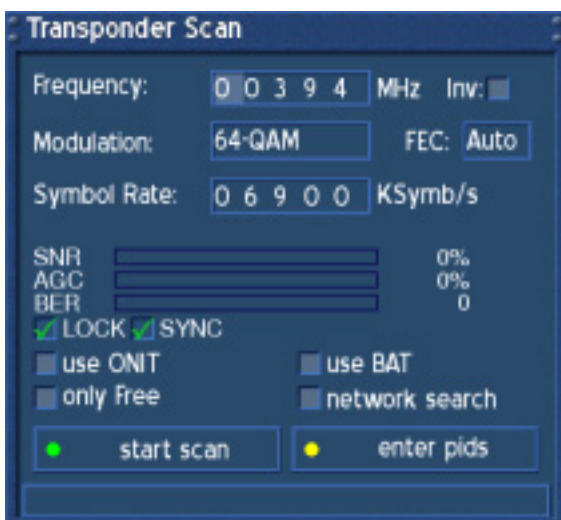 Transponder Scan
Frequency: 0 0 3 9 4 MHz Inv:
Modulation: 64-QAM FEC: Auto
Symbol Rate: 0 6 9 0 0 KSymb/s
SNR 0%
AGC 0%
BER 0
LOCK SYNC
use ONIT use BAT
only Free network search
start scan enter pids